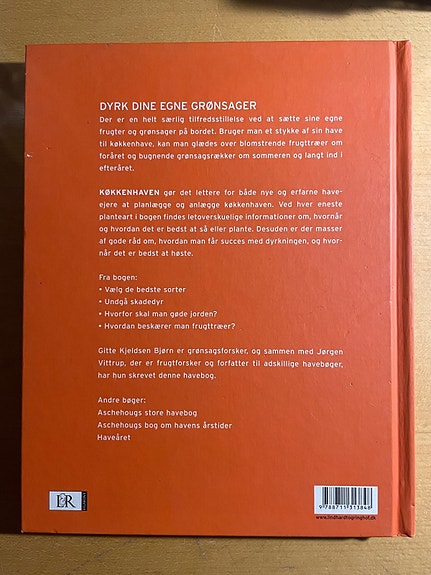 DYRK DINE EGNE GRØNSAGER
Der er en helt særlig tilfredsstillelse ved at sætte sine egne
frugter og grønsager på bordet. Bruger man et stykke af sin have
til køkkenhave, kan man glædes over blomstrende frugttræer om
foråret og bugnende grønsagsrækker om sommeren og langt ind i
efteråret.
KØKKENHAVEN gør det lettere for både nye og erfarne have-
ejere at planlægge og anlægge køkkenhaven. Ved hver eneste
planteart i bogen findes letoverskuelige informationer om, hvornår
og hvordan det er bedst at så eller plante. Desuden er der masser
af gode råd om, hvordan man får succes med dyrkningen, og hvor-
når det er bedst at høste.
Fra bogen:
• Vælg de bedste sorter
• Undgå skadedyr
• Hvorfor skal man gøde jorden?
• Hvordan beskærer man frugttræer?
Gitte Kjeldsen Bjørn er grønsagsforsker, og sammen med Jørgen
Vittrup, der er frugtforsker og forfatter til adskillige havebøger,
har hun skrevet denne havebog.
Andre bøger:
Aschehougs store havebog
Aschehougs bog om havens årstider
Haveåret
L&R
9 788711 313848
www.lindhardtogringhof.dk